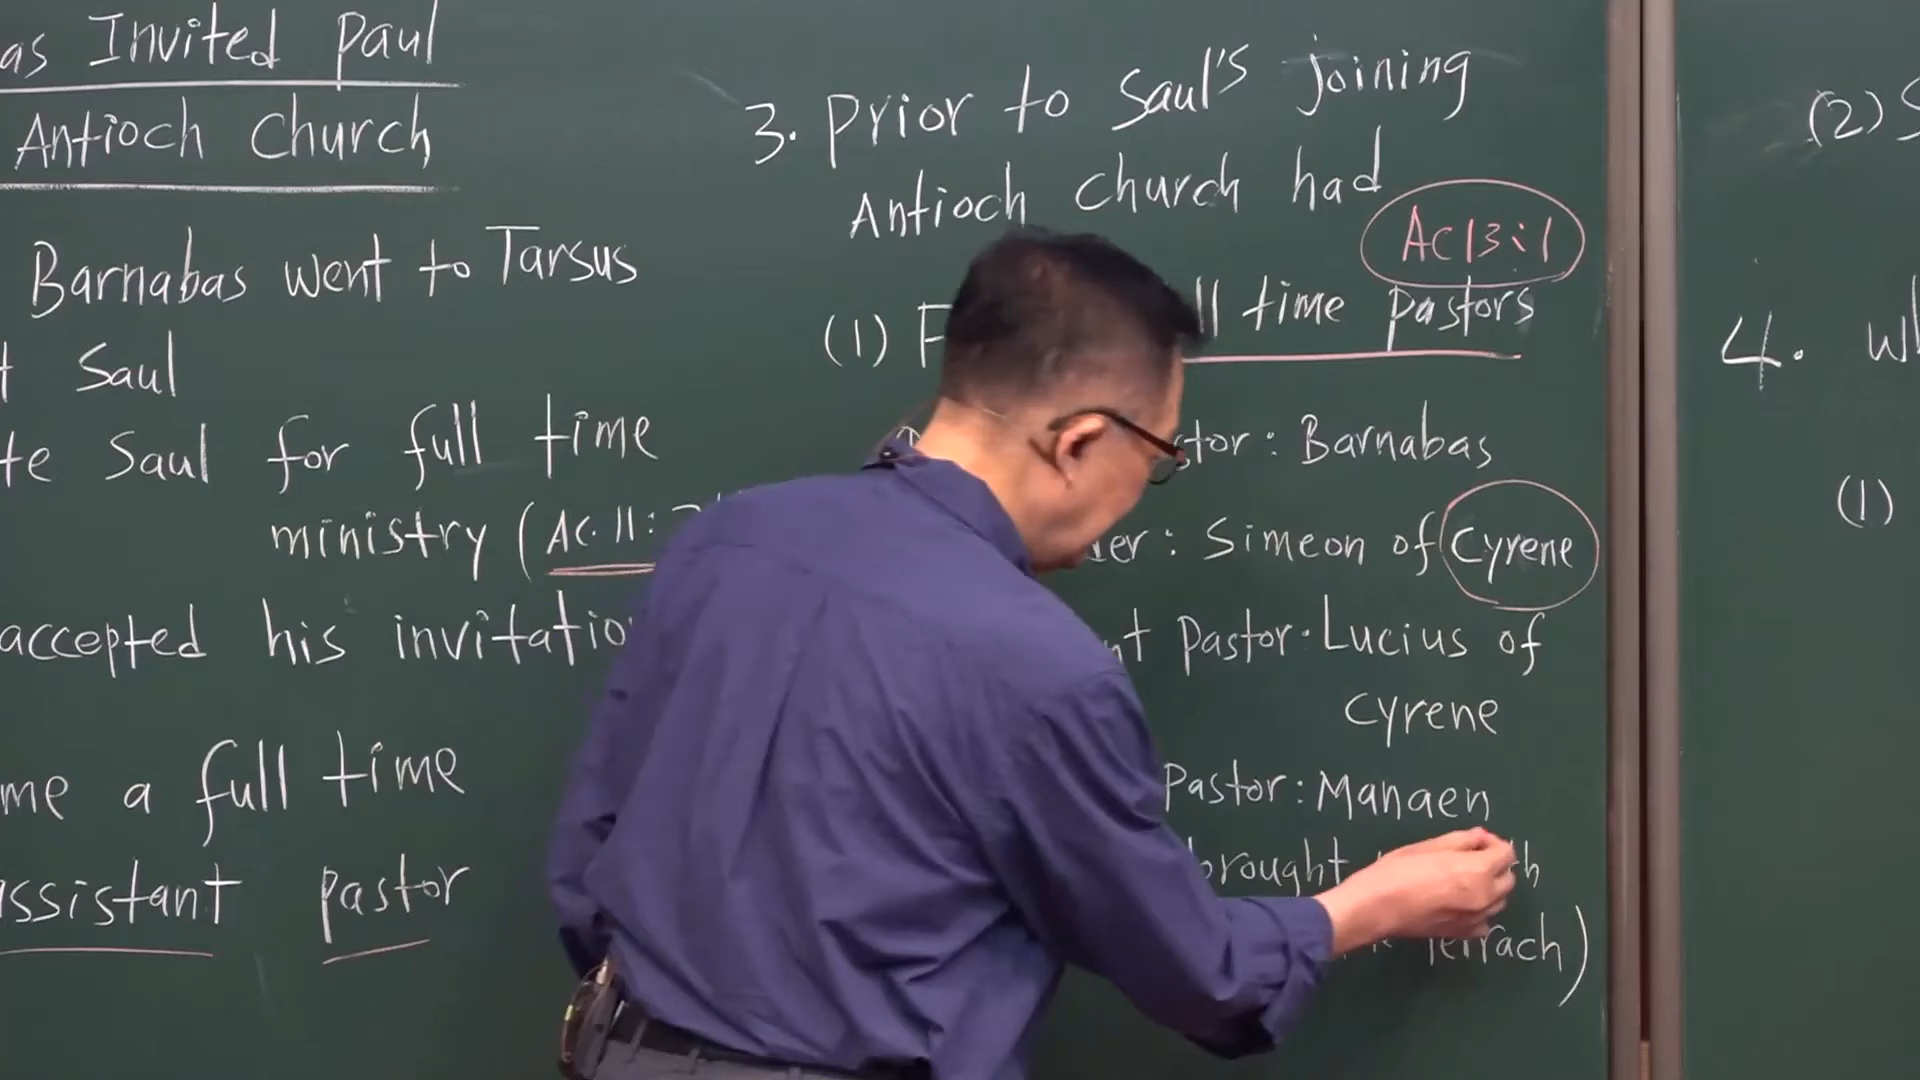 as Invited Paul
Antioch Church
Barnabas went to Tarsus
Saul
te Saul for full time
ministry (Ac. 11:
accepted his invitatio
me a full time
assistant pastor
3. Prior to Saul's joining
Antioch church had
Ac 13:1
(1) F ll time pastors
stor: Barnabas
er: Simeon of Cyrene
nt Pastor: Lucius of
Cyrene
Pastor: Manaen
brought
Tetrach)
(2) S
4. Wh
(1)